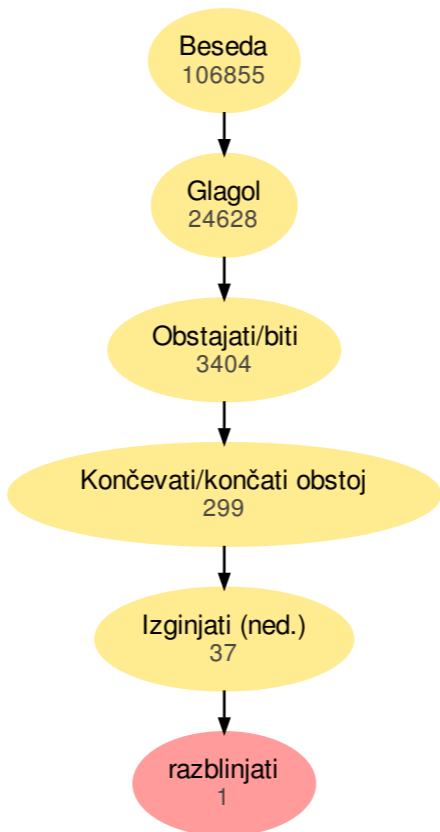 Beseda
106855
Glagol
24628
Obstajati/biti
3404
Končevati/končati obstoj
299
Izginjati (ned.)
37
razblinjati
1